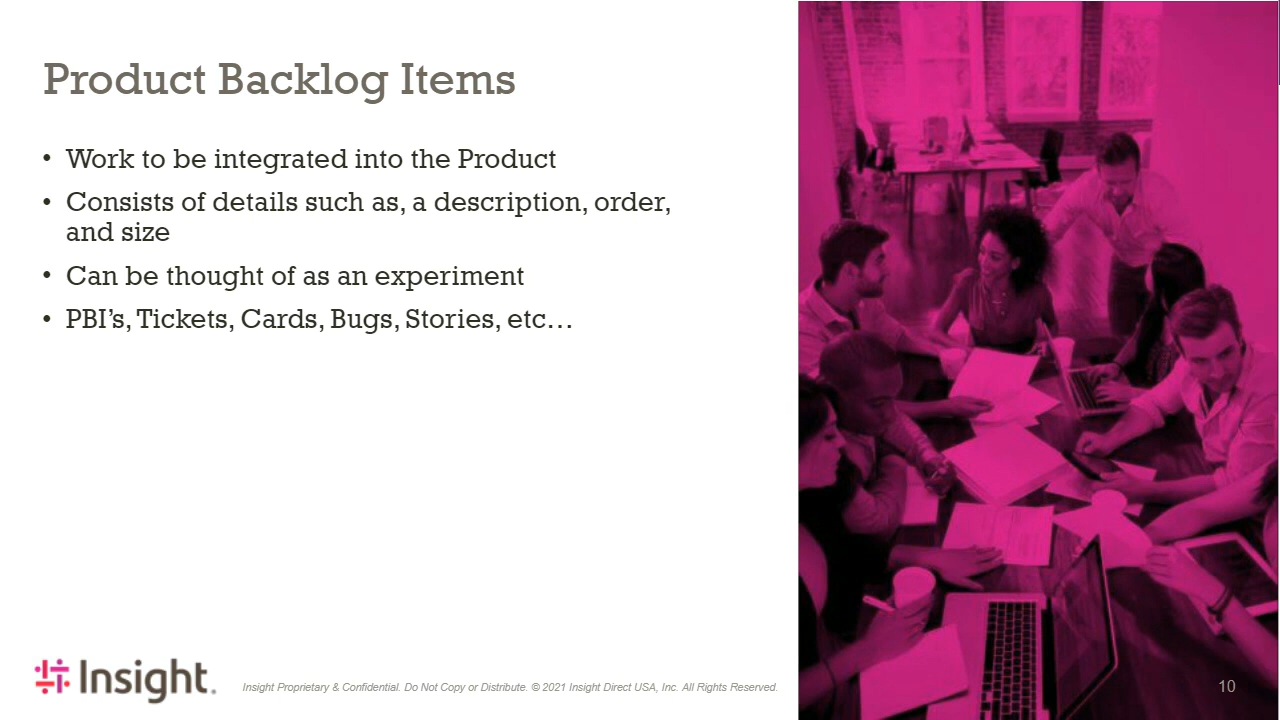 Product Backlog Items
• Work to be integrated into the Product
• Consists of details such as, a description, order,
and size
• Can be thought of as an experiment
• PBI’s, Tickets, Cards, Bugs, Stories, etc…
Insight.
Insight Proprietary & Confidential. Do Not Copy or Distribute. © 2021 Insight Direct USA, Inc. All Rights Reserved.
10